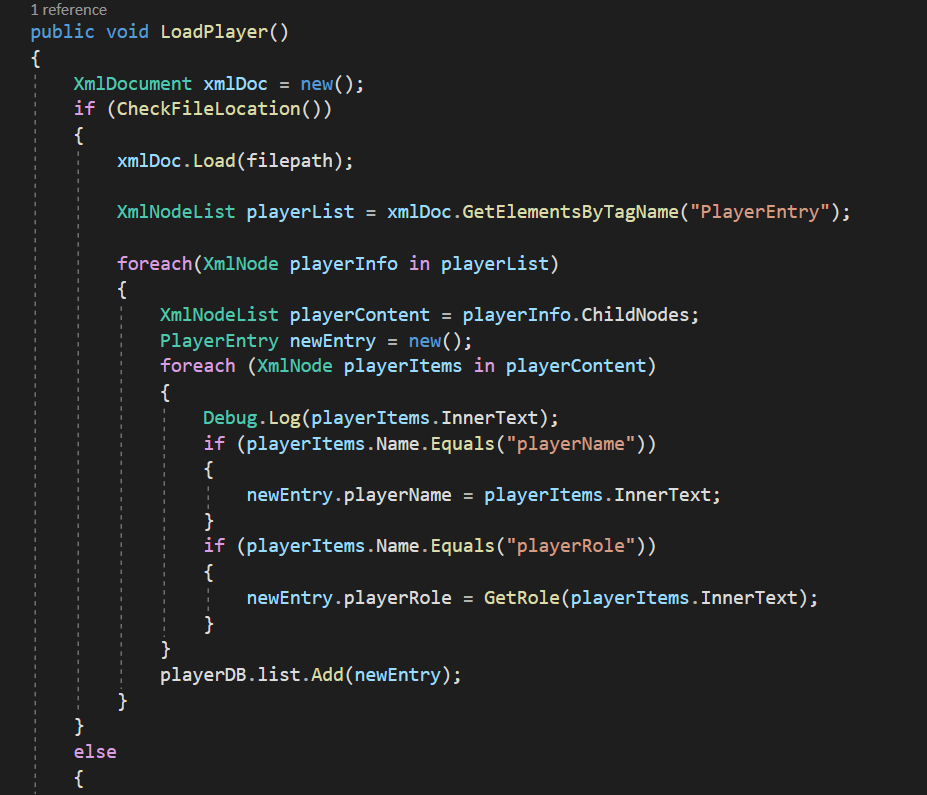 1 reference
public void LoadPlayer()
{
XmlDocument xmlDoc = new();
if (CheckFileLocation())
{
xmlDoc.Load(filepath);
XmlNodeList playerList = xmlDoc.GetElementsByTagName("PlayerEntry");
foreach(XmlNode playerInfo in playerList)
{
XmlNodeList playerContent = playerInfo.ChildNodes;
PlayerEntry newEntry = new();
foreach (XmlNode playerItems in playerContent)
{
Debug.Log(playerItems.InnerText);
if (playerItems.Name.Equals("playerName"))
{
newEntry.playerName = playerItems.InnerText;
}
if (playerItems.Name.Equals("playerRole"))
{
newEntry.playerRole = GetRole(playerItems.InnerText);
}
}
playerDB.list.Add(newEntry);
}
}
else
{